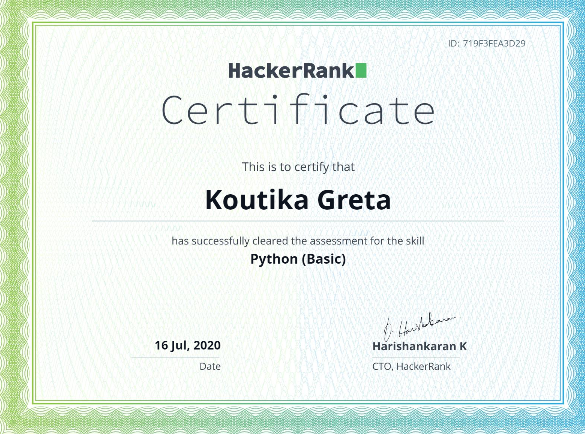 ID: 719F3FEA3D29
HackerRank
Certificate
This is to certify that
Koutika Greta
has successfully cleared the assessment for the skill
Python (Basic)
16 Jul, 2020
Harishankaran K
Date
CTO, HackerRank